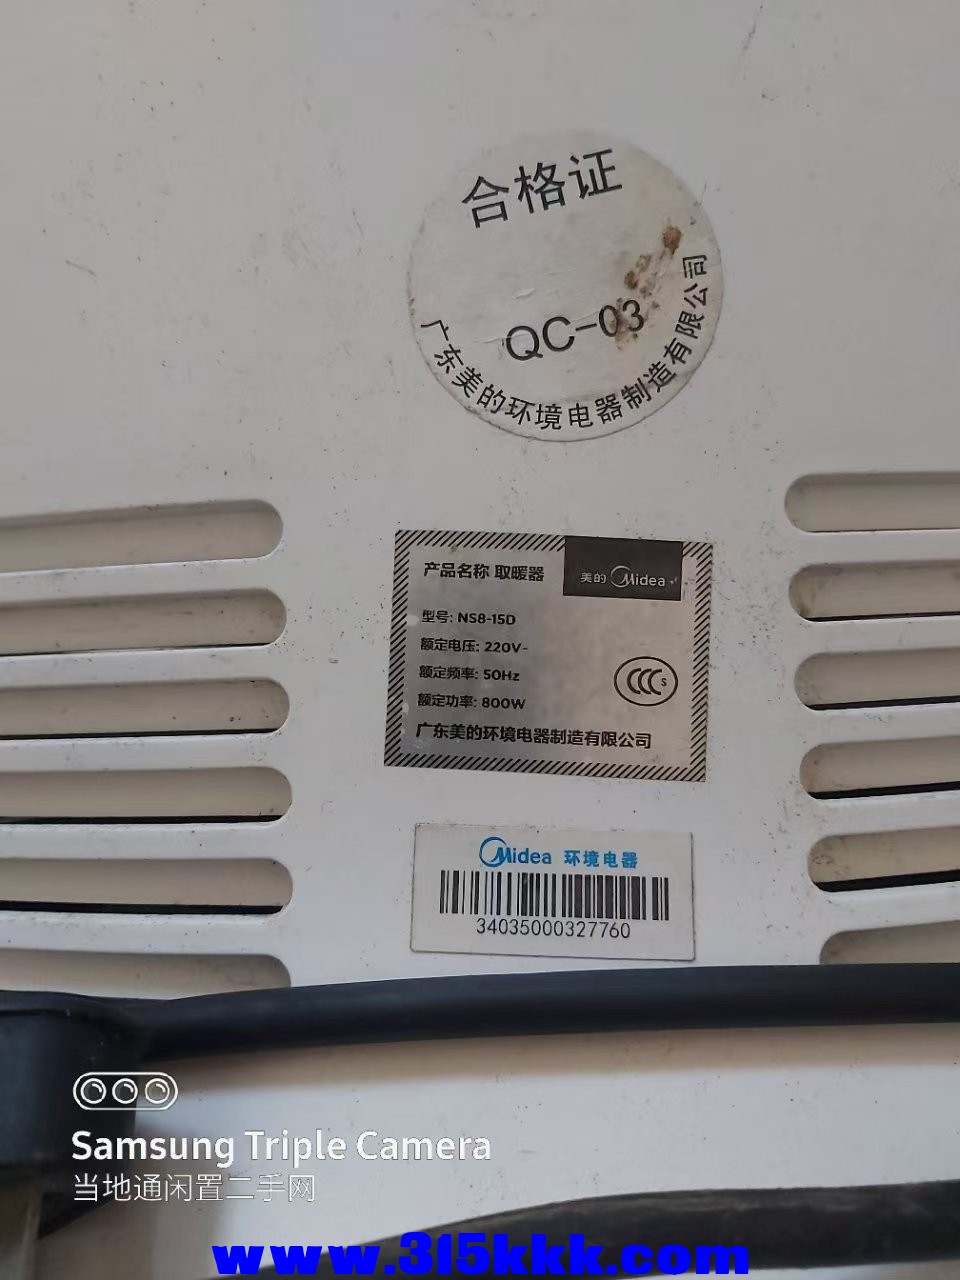 合格证
QC-03
广东美的环境电器制造有限公司
产品名称 取暖器
美的 Midea
型号: NS8-15D
额定电压: 220V~
额定频率: 50Hz
额定功率: 800W
CCC S
广东美的环境电器制造有限公司
Midea 环境电器
34035000327760
Samsung Triple Camera
当地通闲置二手网
www.315kkk.com